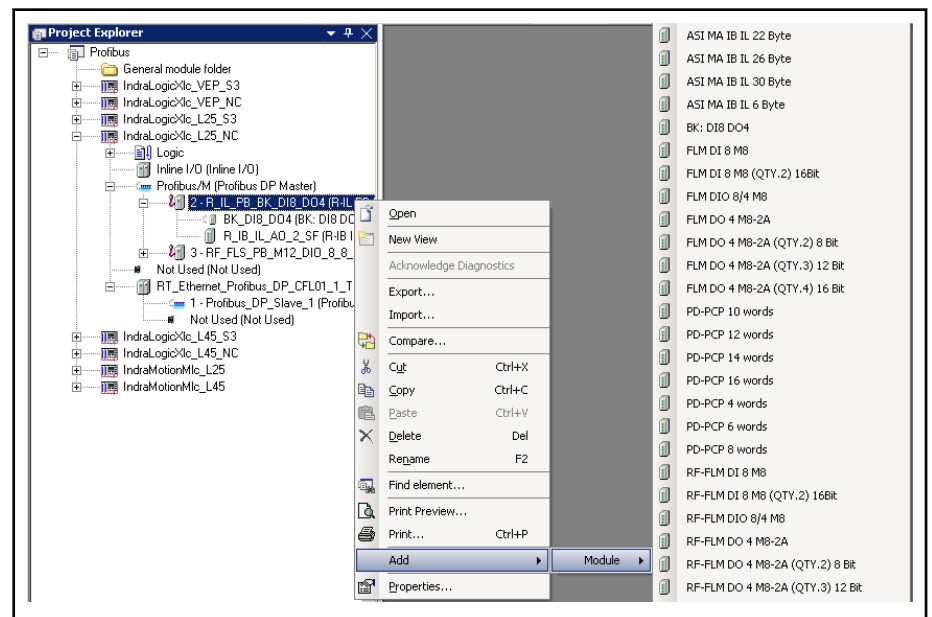 Project Explorer
Profibus
General module folder
IndraLogicXlc_VEP_S3
IndraLogicXlc_VEP_NC
IndraLogicXlc_L25_S3
IndraLogicXlc_L25_NC
Logic
Inline I/O (Inline I/O)
Profibus/M (Profibus DP Master)
2 - R_IL_PB_BK_DI8_DO4 (R-IL PB
BK_DI8_DO4 (BK: DI8 DO
R_IB_IL_AO_2_SF (R-IB I
3 - RF_FLS_PB_M12_DIO_8_8_
Not Used (Not Used)
RT_Ethernet_Profibus_DP_CFL01_1_T
1 - Profibus_DP_Slave_1 (Profibu
Not Used (Not Used)
IndraLogicXlc_L45_S3
IndraLogicXlc_L45_NC
IndraMotionMlc_L25
IndraMotionMlc_L45
Open
New View
Acknowledge Diagnostics
Export...
Import...
Compare...
Cut Ctrl+X
Copy Ctrl+C
Paste Ctrl+V
Delete Del
Rename F2
Find element...
Print Preview...
Print... Ctrl+P
Add
Properties...
Module
ASI MA IB IL 22 Byte
ASI MA IB IL 26 Byte
ASI MA IB IL 30 Byte
ASI MA IB IL 6 Byte
BK: DI8 DO4
FLM DI 8 M8
FLM DI 8 M8 (QTY.2) 16Bit
FLM DIO 8/4 M8
FLM DO 4 M8-2A
FLM DO 4 M8-2A (QTY.2) 8 Bit
FLM DO 4 M8-2A (QTY.3) 12 Bit
FLM DO 4 M8-2A (QTY.4) 16 Bit
PD-PCP 10 words
PD-PCP 12 words
PD-PCP 14 words
PD-PCP 16 words
PD-PCP 4 words
PD-PCP 6 words
PD-PCP 8 words
RF-FLM DI 8 M8
RF-FLM DI 8 M8 (QTY.2) 16Bit
RF-FLM DIO 8/4 M8
RF-FLM DO 4 M8-2A
RF-FLM DO 4 M8-2A (QTY.2) 8 Bit
RF-FLM DO 4 M8-2A (QTY.3) 12 Bit